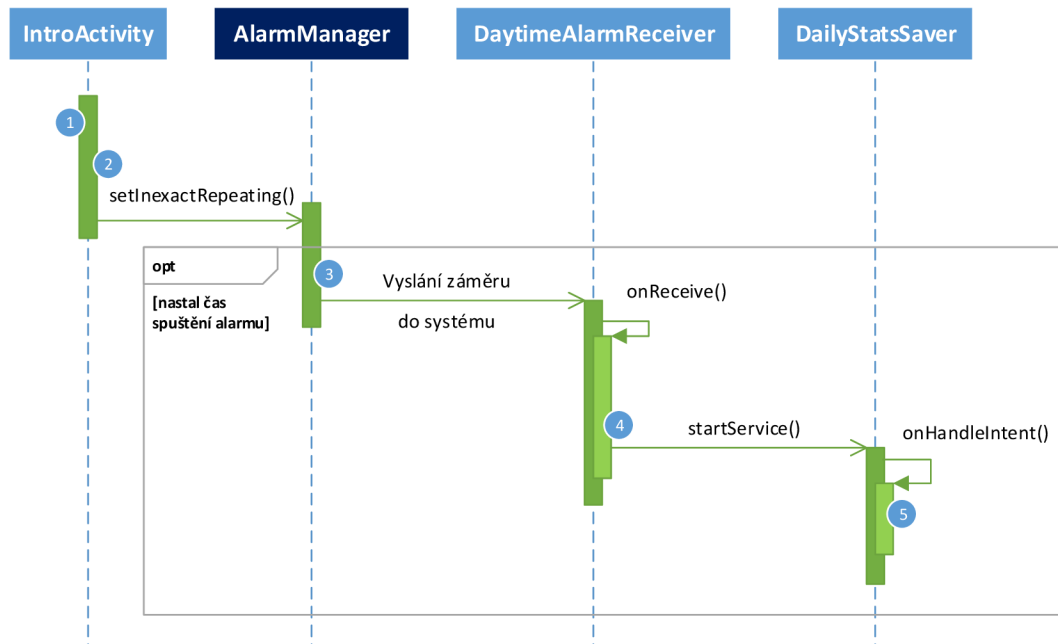 IntroActivity
AlarmManager
DaytimeAlarmReceiver
DailyStatsSaver
1
2
setInexactRepeating()
opt
3
Vyslání záměru
onReceive()
[nastal čas
spuštění alarmu]
do systému
4
startService()
onHandleIntent()
5